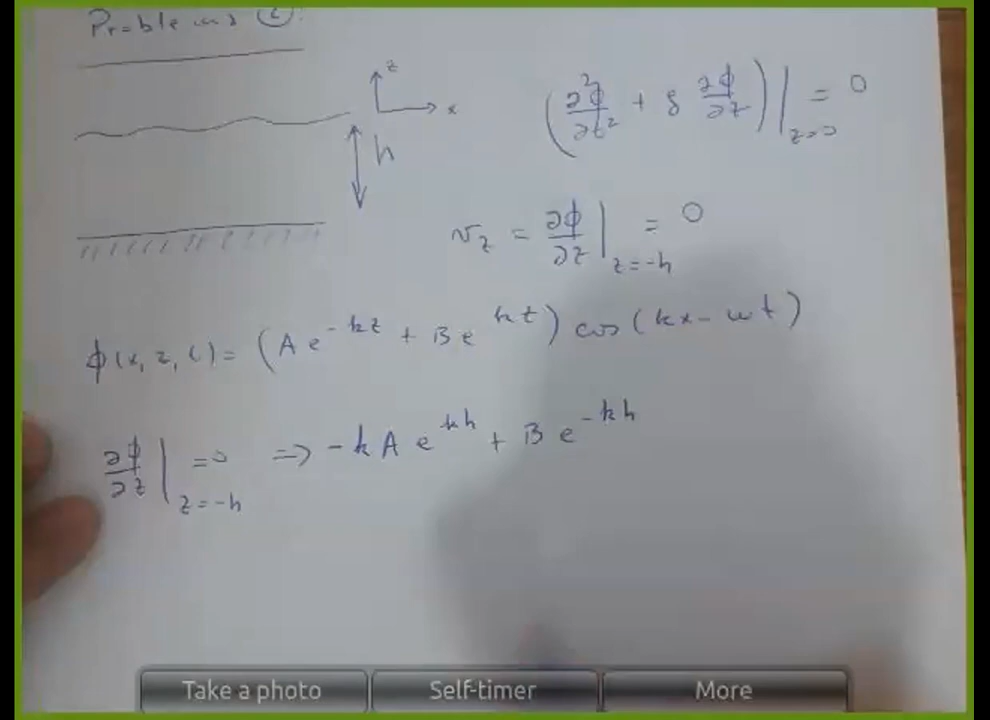 Problem 2:
z
x
h
(∂²ϕ/∂t² + g ∂ϕ/∂z)|z=0 = 0
v_z = ∂ϕ/∂z|z=-h = 0
ϕ(x, z, t) = (A e^{-kz} + B e^{kt}) cos(kx - ωt)
∂ϕ/∂z|z=-h =0 => -kA e^{kh} + B e^{-kh}
Take a photo Self-timer More